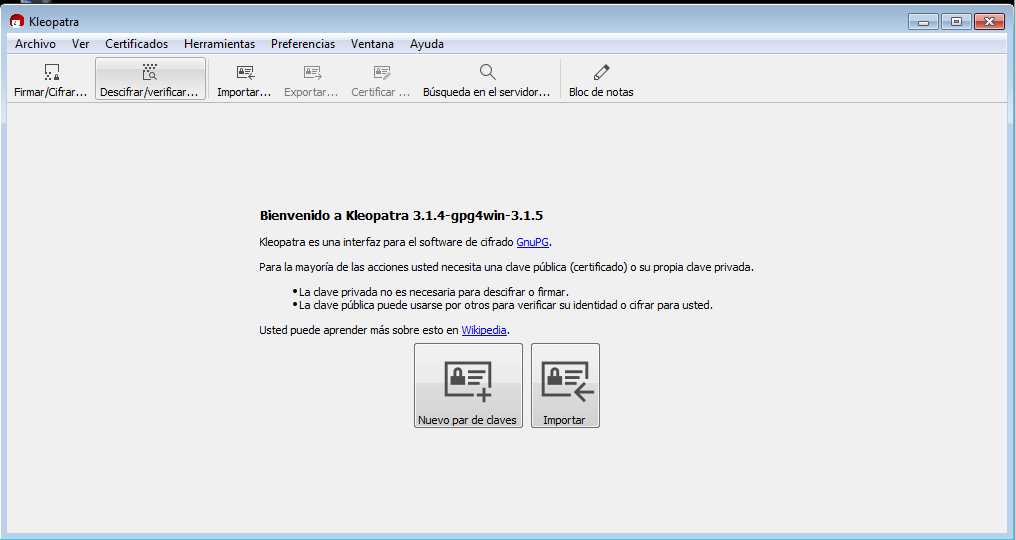 Kleopatra
Archivo Ver Certificados Herramientas Preferencias Ventana Ayuda
Firmar/Cifrar... Descifrar/verificar... Importar... Exportar... Certificar ... Búsqueda en el servidor... Bloc de notas
Bienvenido a Kleopatra 3.1.4-gpg4win-3.1.5
Kleopatra es una interfaz para el software de cifrado GnuPG.
Para la mayoría de las acciones usted necesita una clave pública (certificado) o su propia clave privada.
•La clave privada no es necesaria para descifrar o firmar.
•La clave pública puede usarse por otros para verificar su identidad o cifrar para usted.
Usted puede aprender más sobre esto en Wikipedia.
Nuevo par de claves Importar